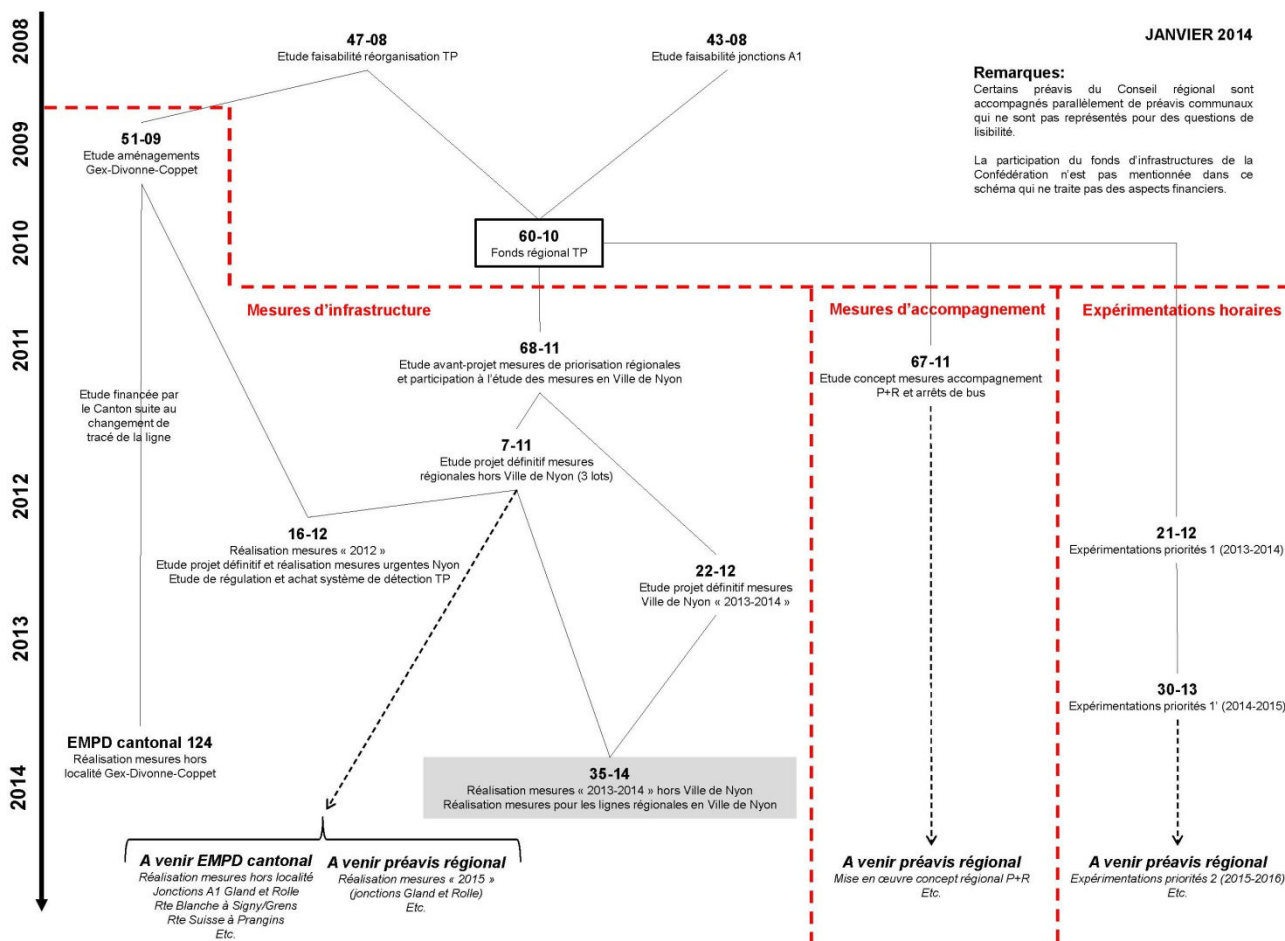 2008
2009
2010
2011
2012
2013
2014
47-08
Etude faisabilité réorganisation TP
43-08
Etude faisabilité jonctions A1
JANVIER 2014
Remarques:
Certains préavis du Conseil régional sont
accompagnés parallèlement de préavis communaux
qui ne sont pas représentés pour des questions de
lisibilité.
La participation du fonds d'infrastructures de la
Confédération n'est pas mentionnée dans ce
schéma qui ne traite pas des aspects financiers.
51-09
Etude aménagements
Gex-Divonne-Coppet
60-10
Fonds régional TP
Mesures d'infrastructure
Mesures d'accompagnement
Expérimentations horaires
68-11
Etude avant-projet mesures de priorisation régionales
et participation à l'étude des mesures en Ville de Nyon
67-11
Etude concept mesures accompagnement
P+R et arrêts de bus
Etude financée par
le Canton suite au
changement de
tracé de la ligne
7-11
Etude projet définitif mesures
régionales hors Ville de Nyon (3 lots)
16-12
Réalisation mesures « 2012 »
Etude projet définitif et réalisation mesures urgentes Nyon
Etude de régulation et achat système de détection TP
22-12
Etude projet définitif mesures
Ville de Nyon « 2013-2014 »
21-12
Expérimentations priorités 1 (2013-2014)
30-13
Expérimentations priorités 1' (2014-2015)
EMPD cantonal 124
Réalisation mesures hors
localité Gex-Divonne-Coppet
35-14
Réalisation mesures « 2013-2014 » hors Ville de Nyon
Réalisation mesures pour les lignes régionales en Ville de Nyon
A venir EMPD cantonal
Réalisation mesures hors localité
Jonctions A1 Gland et Rolle
Rte Blanche à Signy/Grens
Rte Suisse à Prangins
Etc.
A venir préavis régional
Réalisation mesures « 2015 »
(jonctions Gland et Rolle)
Etc.
A venir préavis régional
Mise en œuvre concept régional P+R
Etc.
A venir préavis régional
Expérimentations priorités 2 (2015-2016)
Etc.